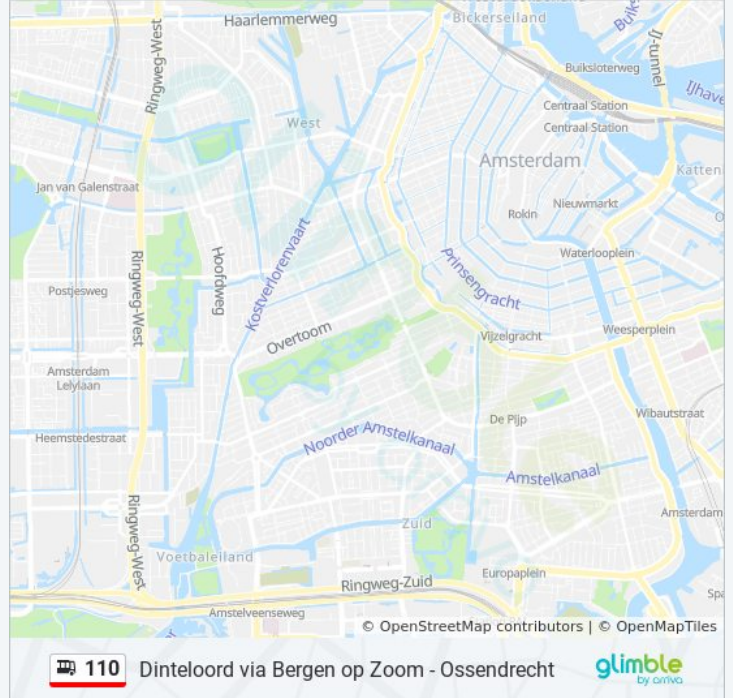 Haarlemmerweg
Bickerseiland
Buiks
IJ-tunnel
Ringweg-West
Buiksloterweg
IJhave
Centraal Station
Centraal Station
West
Amsterdam
Katten
Jan van Galenstraat
Nieuwmarkt
Rokin
Waterlooplein
Kostverlorenvaart
Hoofdweg
Ringweg-West
Prinsengracht
Postjesweg
Overtoom
Vijzelgracht
Weesperplein
Amsterdam
Lelylaan
De Pijp
Wibautstraat
Heemstedestraat
Noorder Amstelkanaal
Amstelkanaal
Ringweg-West
Amsterdam
Zuid
Voetbaleiland
Europaplein
Ringweg-Zuid
Spa
Amstelveenseweg
© OpenStreetMap contributors | © OpenMapTiles
110 Dinteloord via Bergen op Zoom - Ossendrecht
glimble
by arriva